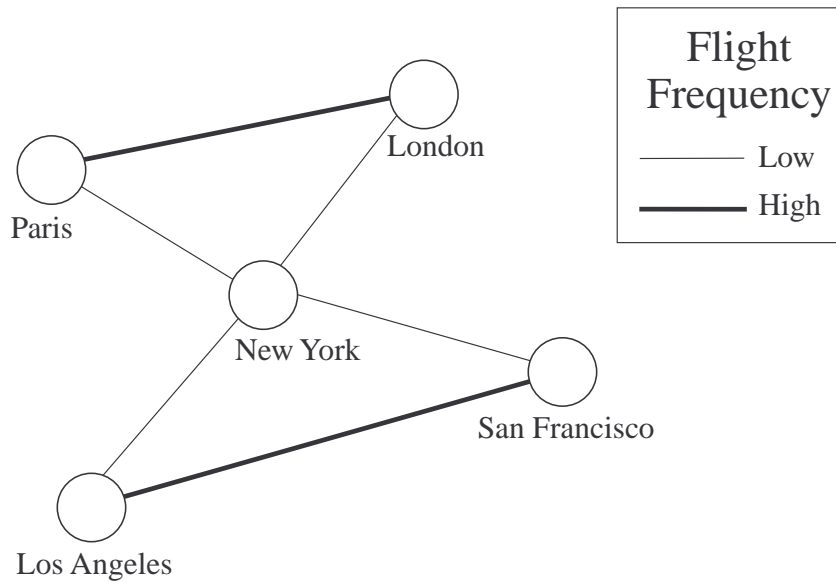 Flight
Frequency
Low
High
London
Paris
New York
San Francisco
Los Angeles